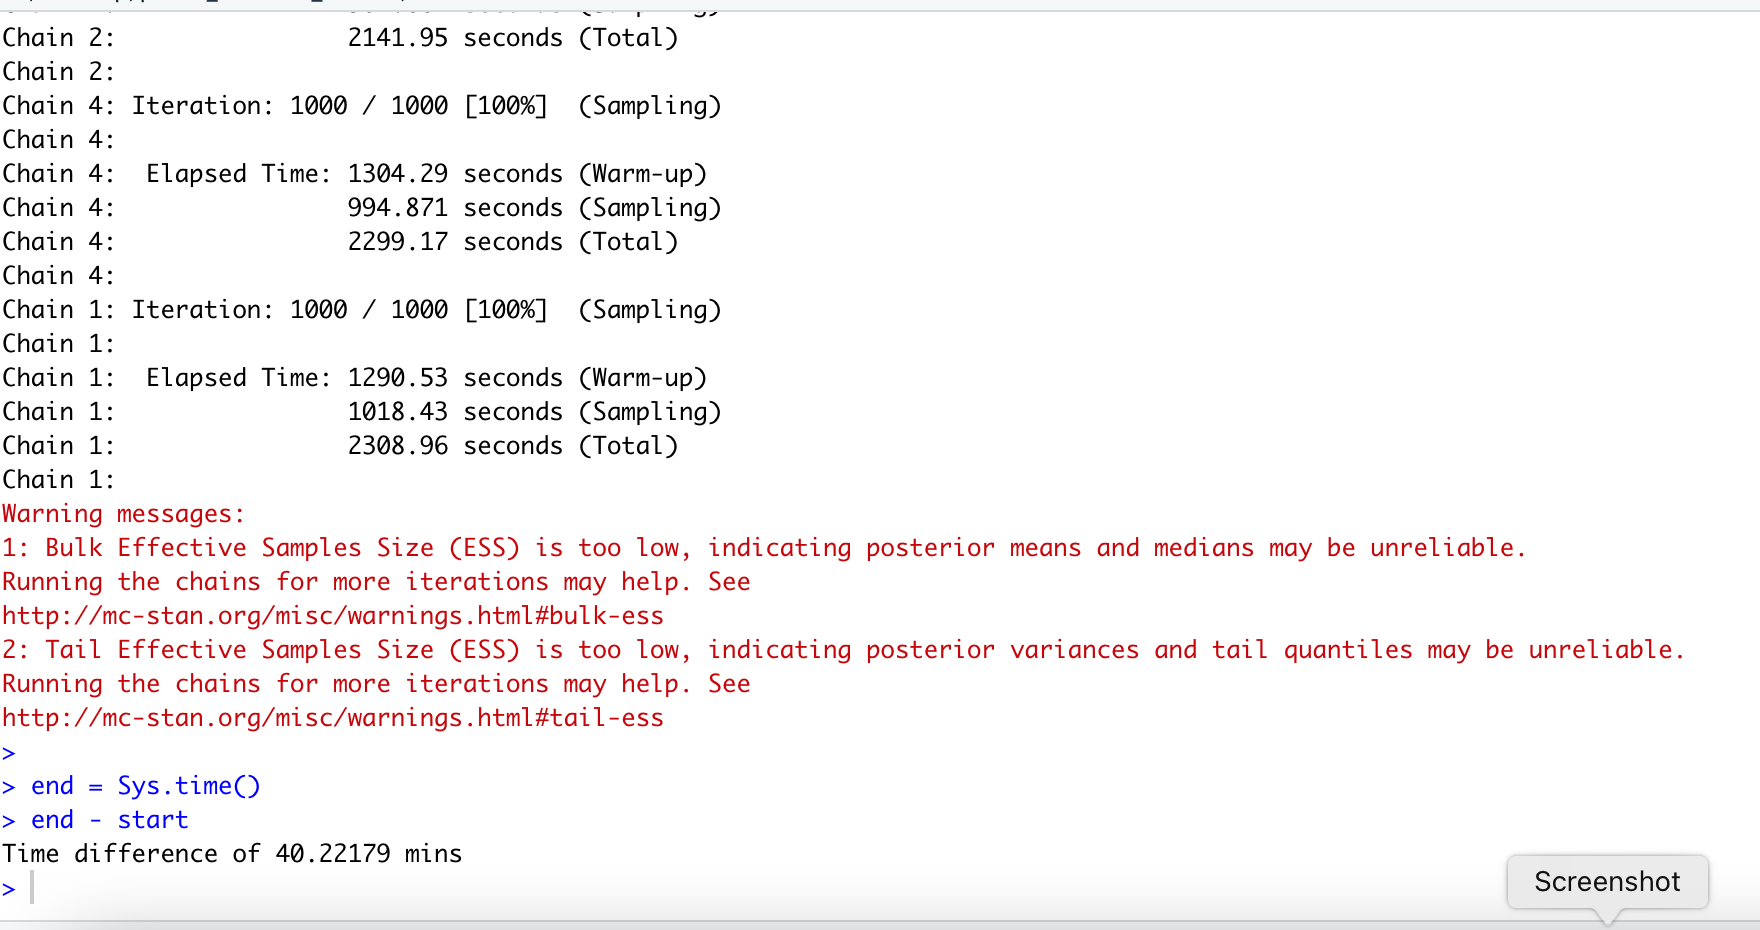 Chain 2:                2141.95 seconds (Total)
Chain 2:
Chain 4: Iteration: 1000 / 1000 [100%]  (Sampling)
Chain 4:
Chain 4:  Elapsed Time: 1304.29 seconds (Warm-up)
Chain 4:                994.871 seconds (Sampling)
Chain 4:                2299.17 seconds (Total)
Chain 4:
Chain 1: Iteration: 1000 / 1000 [100%]  (Sampling)
Chain 1:
Chain 1:  Elapsed Time: 1290.53 seconds (Warm-up)
Chain 1:                1018.43 seconds (Sampling)
Chain 1:                2308.96 seconds (Total)
Chain 1:
Warning messages:
1: Bulk Effective Samples Size (ESS) is too low, indicating posterior means and medians may be unreliable.
Running the chains for more iterations may help. See
http://mc-stan.org/misc/warnings.html#bulk-ess
2: Tail Effective Samples Size (ESS) is too low, indicating posterior variances and tail quantiles may be unreliable.
Running the chains for more iterations may help. See
http://mc-stan.org/misc/warnings.html#tail-ess
>
> end = Sys.time()
> end - start
Time difference of 40.22179 mins
>
Screenshot